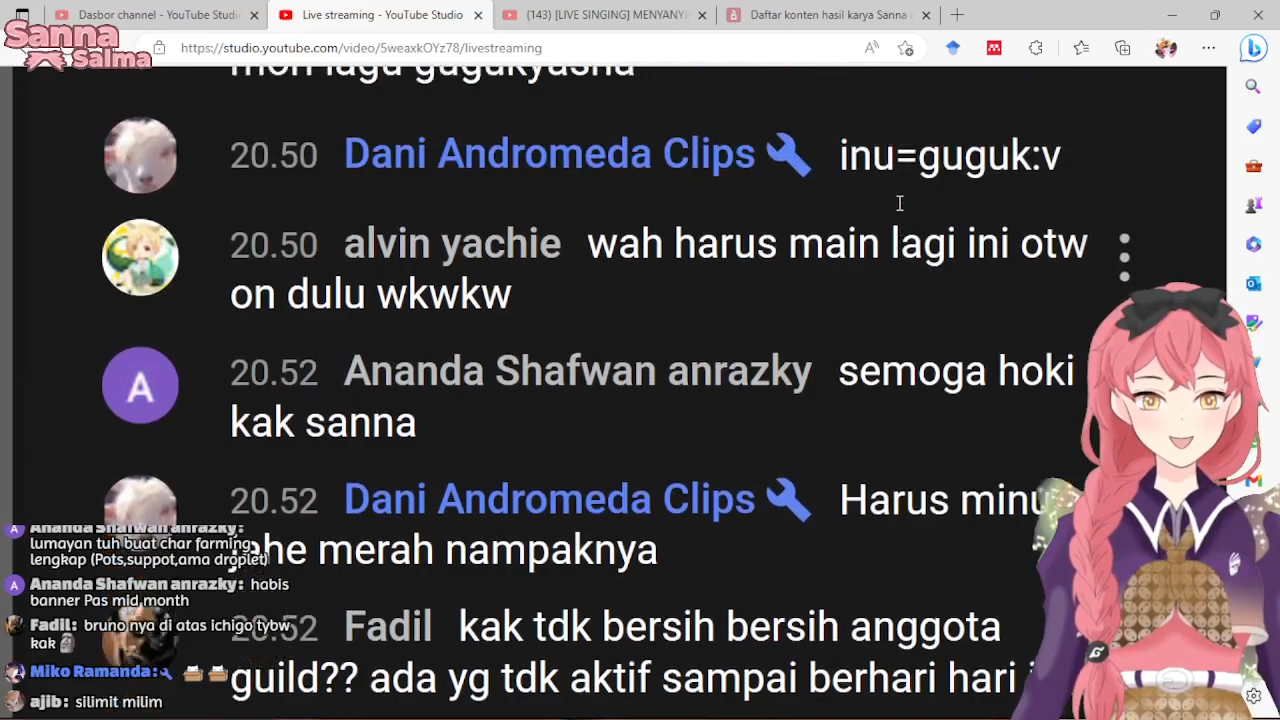 Dasbor channel - YouTube Studi
Live streaming - YouTube Studio
(143) [LIVE SINGING] MENYANYI
Daftar konten hasil karya Sanna
Sanna
Salma
https://studio.youtube.com/video/5weaxkOYz78/livestreaming
mon lagu gugukyasha
20.50 Dani Andromeda Clips inu=guguk:v
20.50 alvin yachie wah harus main lagi ini otw
on dulu wkwkw
20.52 Ananda Shafwan anrazky semoga hoki
kak sanna
20.52 Dani Andromeda Clips Harus minu
jahe merah nampaknya
20.52 Fadil kak tdk bersih bersih anggota
guild?? ada yg tdk aktif sampai berhari hari
A Ananda Shafwan anrazky:
lumayan tuh buat char farming
lengkap (Pots,suppot,ama droplet)
A Ananda Shafwan anrazky: habis
banner Pas mid month
Fadil: bruno nya di atas ichigo tybw
kak
Miko Ramanda:
ajib: silimit milim